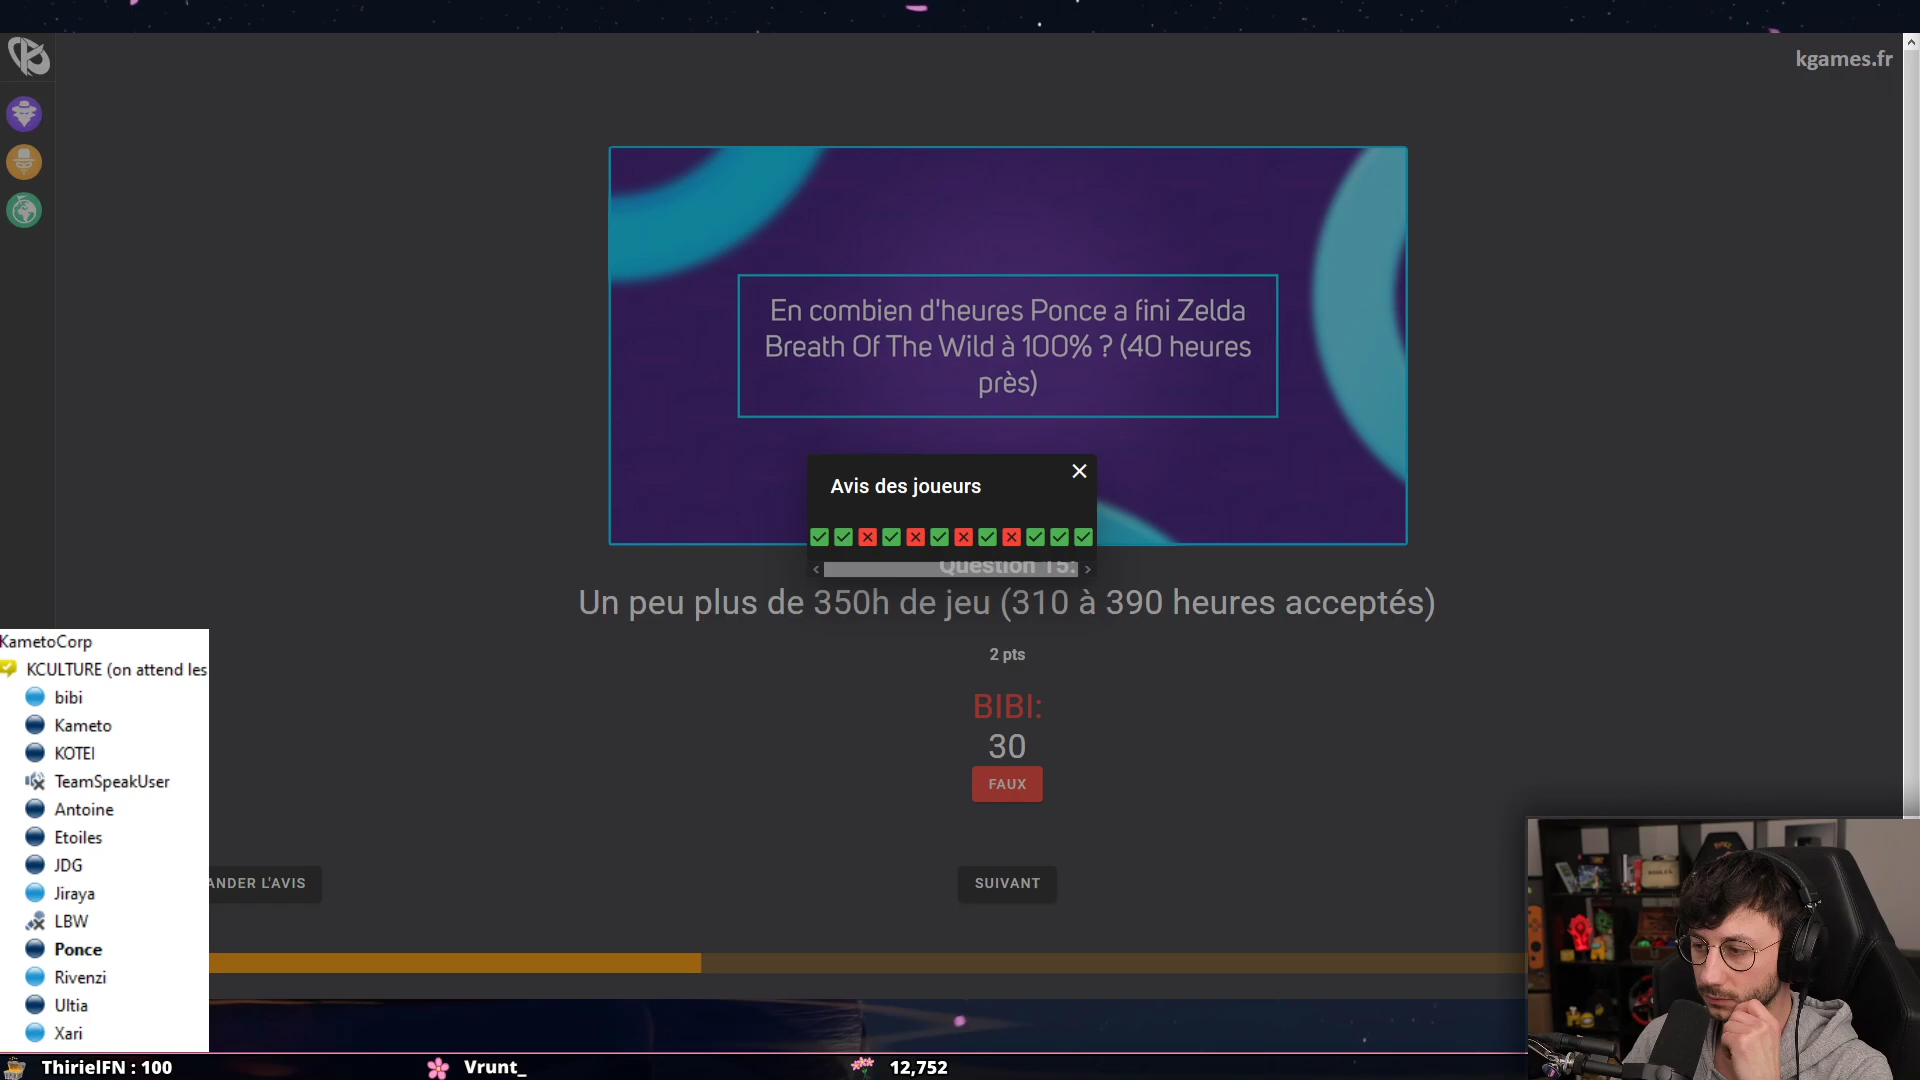 kgames.fr
En combien d'heures Ponce a fini Zelda
Breath Of The Wild à 100% ? (40 heures
près)
Avis des joueurs
Question 15:
Un peu plus de 350h de jeu (310 à 390 heures acceptés)
2 pts
BIBI:
30
FAUX
ANDER L'AVIS
SUIVANT
KametoCorp
KCULTURE (on attend les
bibi
Kameto
KOTEI
TeamSpeakUser
Antoine
Etoiles
JDG
Jiraya
LBW
Ponce
Rivenzi
Ultia
Xari
ThirielFN : 100
Vrunt_
12,752